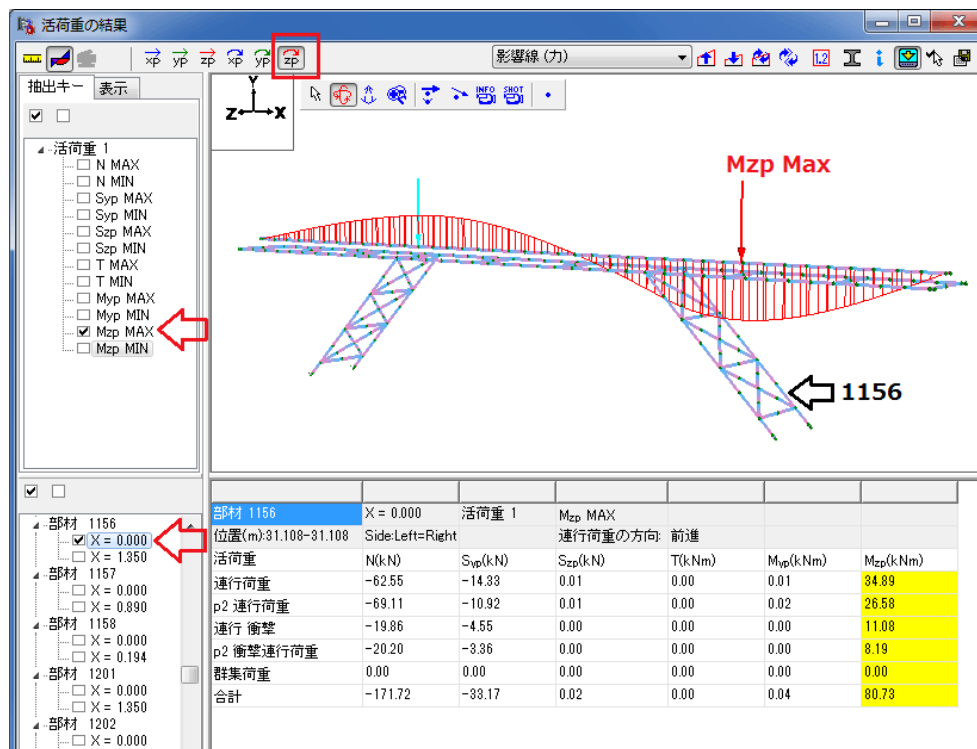 活荷重の結果
xp yp zp xp yp zp
影響線 (力)
1.2
i
抽出キー 表示
活荷重 1
N MAX
N MIN
Syp MAX
Syp MIN
Szp MAX
Szp MIN
T MAX
T MIN
Myp MAX
Myp MIN
Mzp MAX
Mzp MIN
Y
Z X
INFO SHOT
Mzp Max
1156
部材 1156
X = 0.000
X = 1.350
部材 1157
X = 0.000
X = 0.890
部材 1158
X = 0.000
X = 0.194
部材 1201
X = 0.000
X = 1.350
部材 1202
X = 0.000
部材 1156 X = 0.000 活荷重 1 Mzp MAX
位置(m):31.108-31.108 Side:Left=Right 連行荷重の方向: 前進
活荷重 N(kN) Syp(kN) Szp(kN) T(kNm) Myp(kNm) Mzp(kNm)
連行荷重 -62.55 -14.33 0.01 0.00 0.01 34.89
p2 連行荷重 -69.11 -10.92 0.01 0.00 0.02 26.58
連行 衝撃 -19.86 -4.55 0.00 0.00 0.00 11.08
p2 衝撃連行荷重 -20.20 -3.36 0.00 0.00 0.00 8.19
群集荷重 0.00 0.00 0.00 0.00 0.00 0.00
合計 -171.72 -33.17 0.02 0.00 0.04 80.73